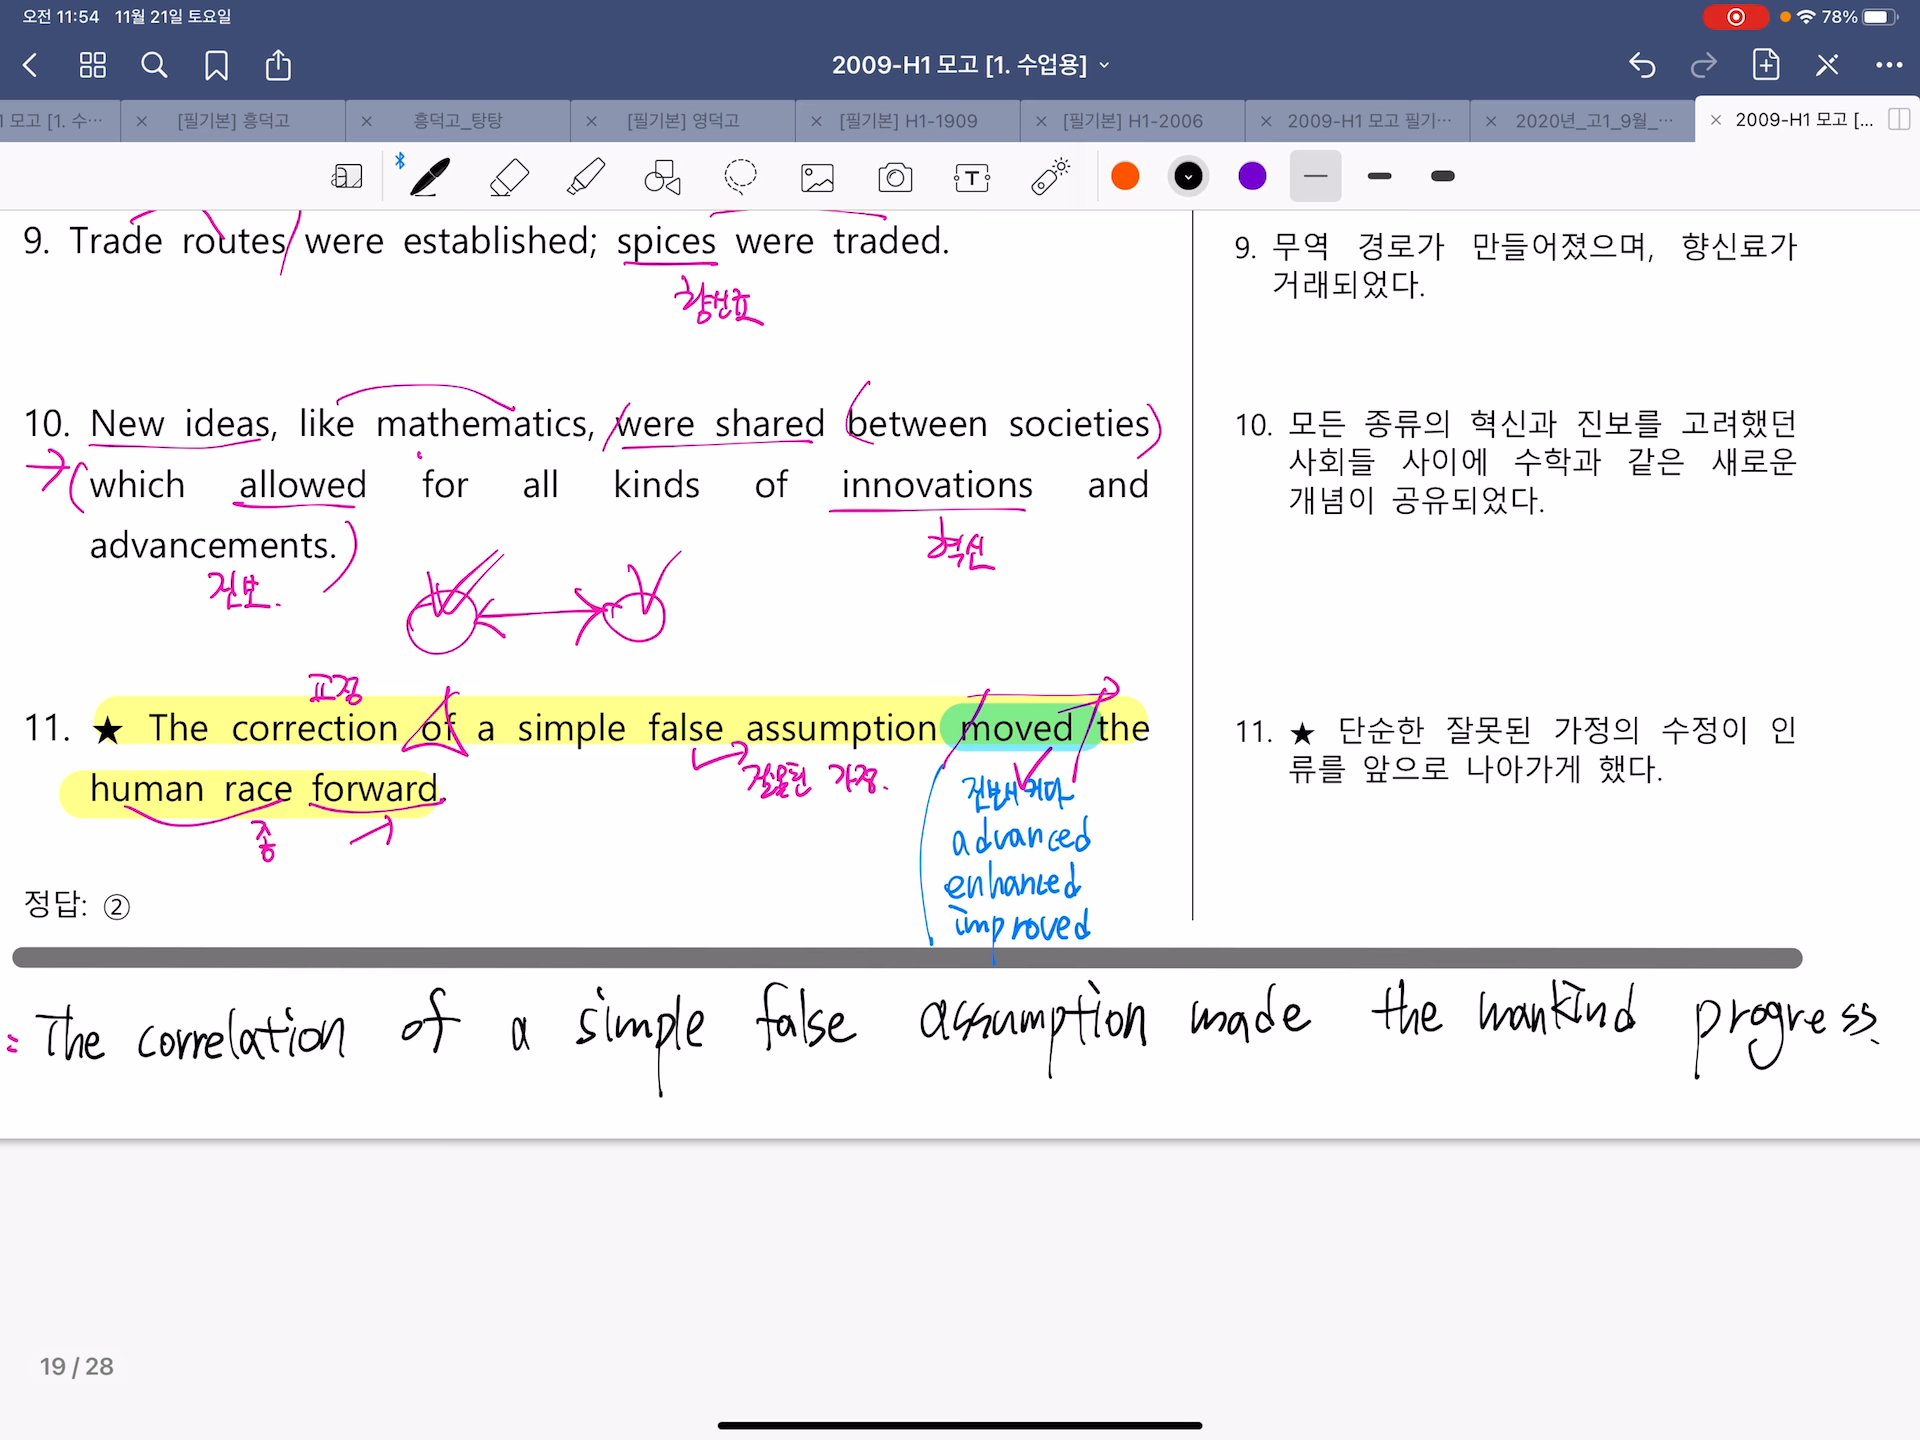 오전 11:54 11월 21일 토요일
78%
2009-H1 모고 [1. 수업용]
모고 [1. 수…
[필기본] 흥덕고
흥덕고_탕탕
[필기본] 영덕고
[필기본] H1-1909
[필기본] H1-2006
2009-H1 모고 필기…
2020년_고1_9월_…
2009-H1 모고 […
9. Trade routes were established; spices were traded.
향신료
9. 무역 경로가 만들어졌으며, 향신료가
거래되었다.
10. New ideas, like mathematics, were shared between societies
which allowed for all kinds of innovations and
advancements.
혁신
진보.
10. 모든 종류의 혁신과 진보를 고려했던
사회들 사이에 수학과 같은 새로운
개념이 공유되었다.
교정
11. ★ The correction of a simple false assumption moved the
human race forward.
잘못된 가정.
종
진보시키다
advanced
enhanced
improved
11. ★ 단순한 잘못된 가정의 수정이 인
류를 앞으로 나아가게 했다.
정답: ②
= The correlation of a simple false assumption made the mankind progress.
19 / 28